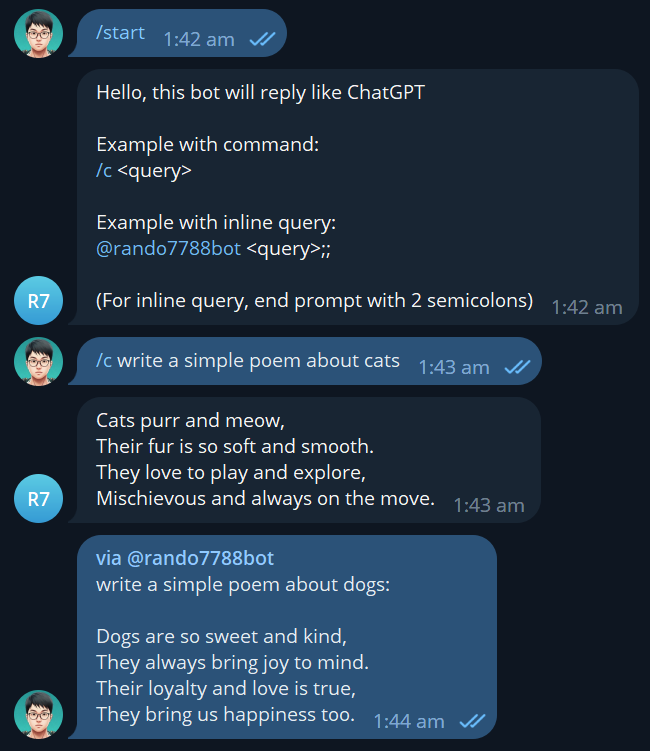 /start 1:42 am
Hello, this bot will reply like ChatGPT
Example with command:
/c <query>
Example with inline query:
@rando7788bot <query>;;
(For inline query, end prompt with 2 semicolons) 1:42 am
R7
/c write a simple poem about cats 1:43 am
Cats purr and meow,
Their fur is so soft and smooth.
They love to play and explore,
Mischievous and always on the move. 1:43 am
R7
via @rando7788bot
write a simple poem about dogs:
Dogs are so sweet and kind,
They always bring joy to mind.
Their loyalty and love is true,
They bring us happiness too. 1:44 am